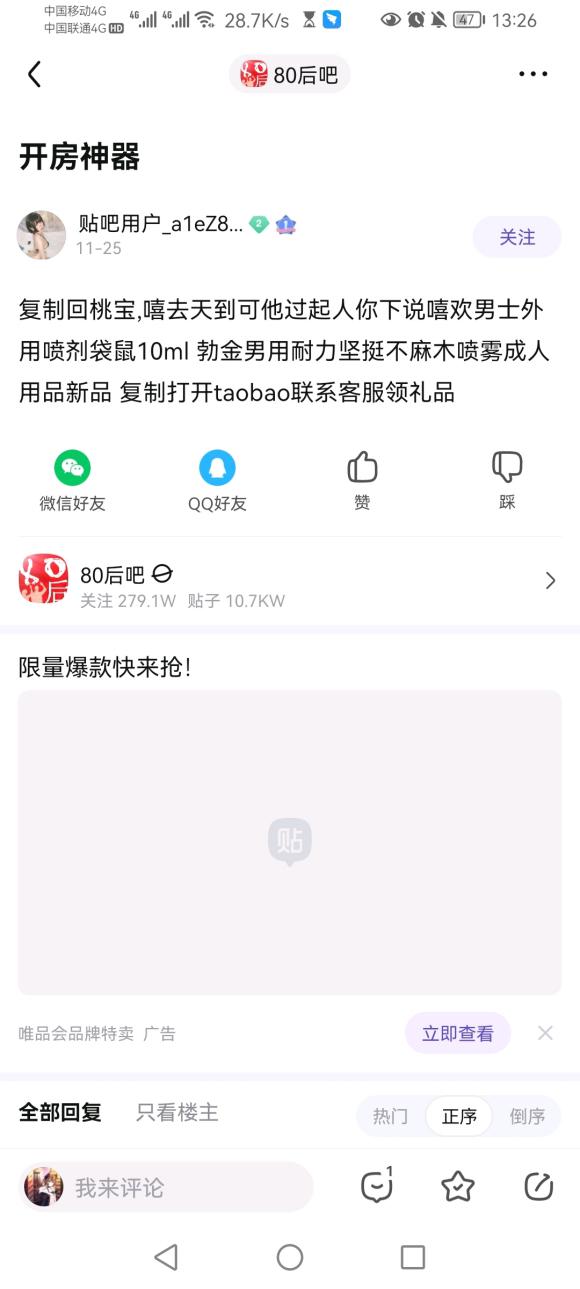 中国移动4G
中国联通4G HD
4G 4G 28.7K/s 47 13:26
80后吧
开房神器
贴吧用户_a1eZ8... 2 1
11-25
关注
复制回桃宝,嘻去天到可他过起人你下说嘻欢男士外
用喷剂袋鼠10ml 勃金男用耐力坚挺不麻木喷雾成人
用品新品 复制打开taobao联系客服领礼品
微信好友 QQ好友 赞 踩
80后吧
关注 279.1W 贴子 10.7KW
限量爆款快来抢!
贴
唯品会品牌特卖 广告 立即查看
全部回复 只看楼主 热门 正序 倒序
我来评论 1